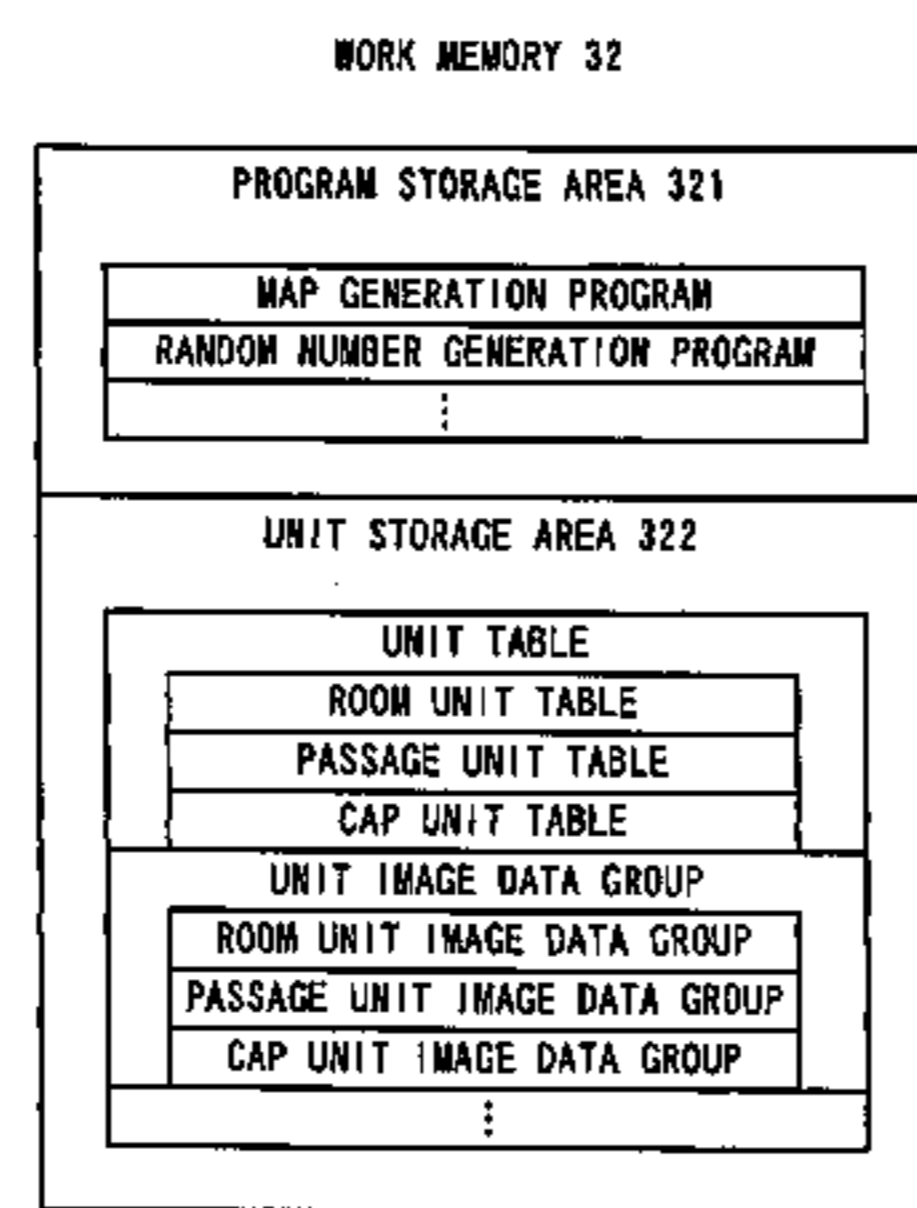 WORK MEMORY 32
PROGRAM STORAGE AREA 321
MAP GENERATION PROGRAM
RANDOM NUMBER GENERATION PROGRAM
⋮
UNIT STORAGE AREA 322
UNIT TABLE
ROOM UNIT TABLE
PASSAGE UNIT TABLE
CAP UNIT TABLE
UNIT IMAGE DATA GROUP
ROOM UNIT IMAGE DATA GROUP
PASSAGE UNIT IMAGE DATA GROUP
CAP UNIT IMAGE DATA GROUP
⋮